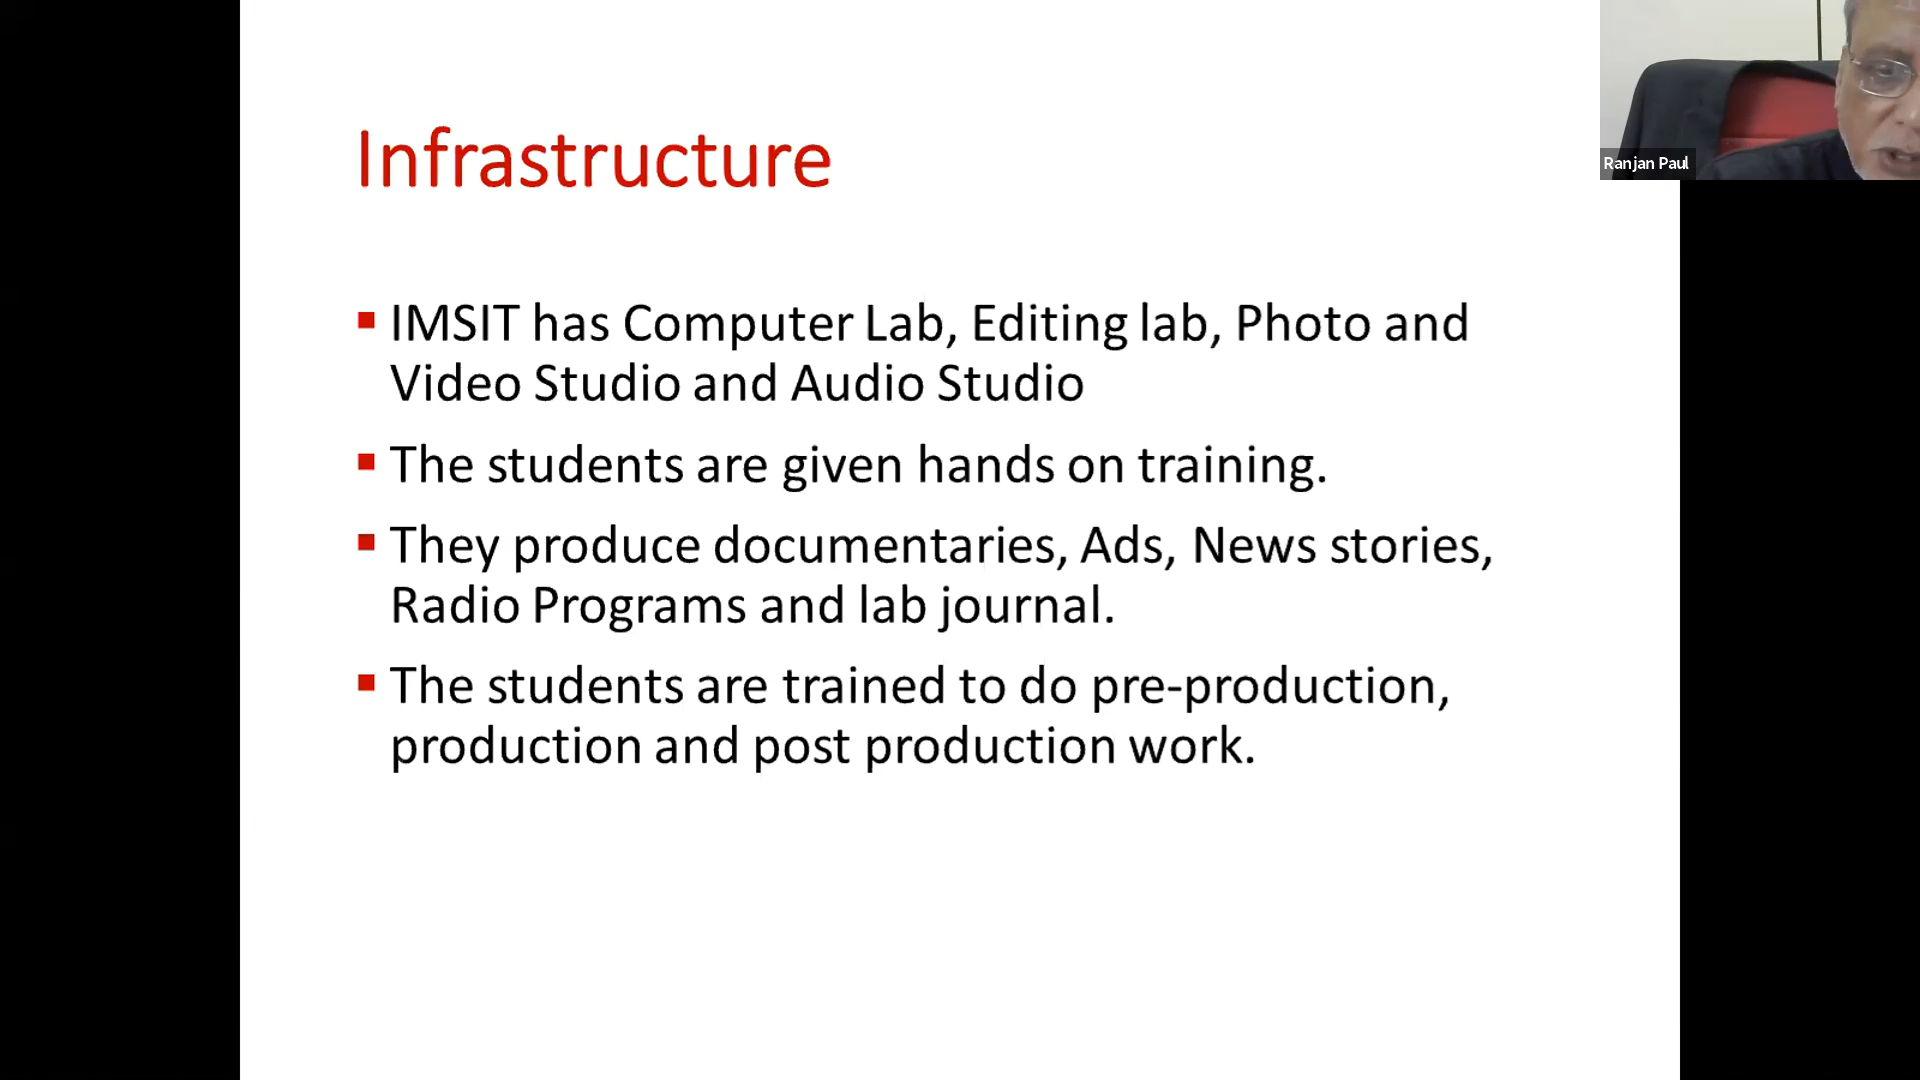 Infrastructure
Ranjan Paul
IMSIT has Computer Lab, Editing lab, Photo and
Video Studio and Audio Studio
The students are given hands on training.
They produce documentaries, Ads, News stories,
Radio Programs and lab journal.
The students are trained to do pre-production,
production and post production work.